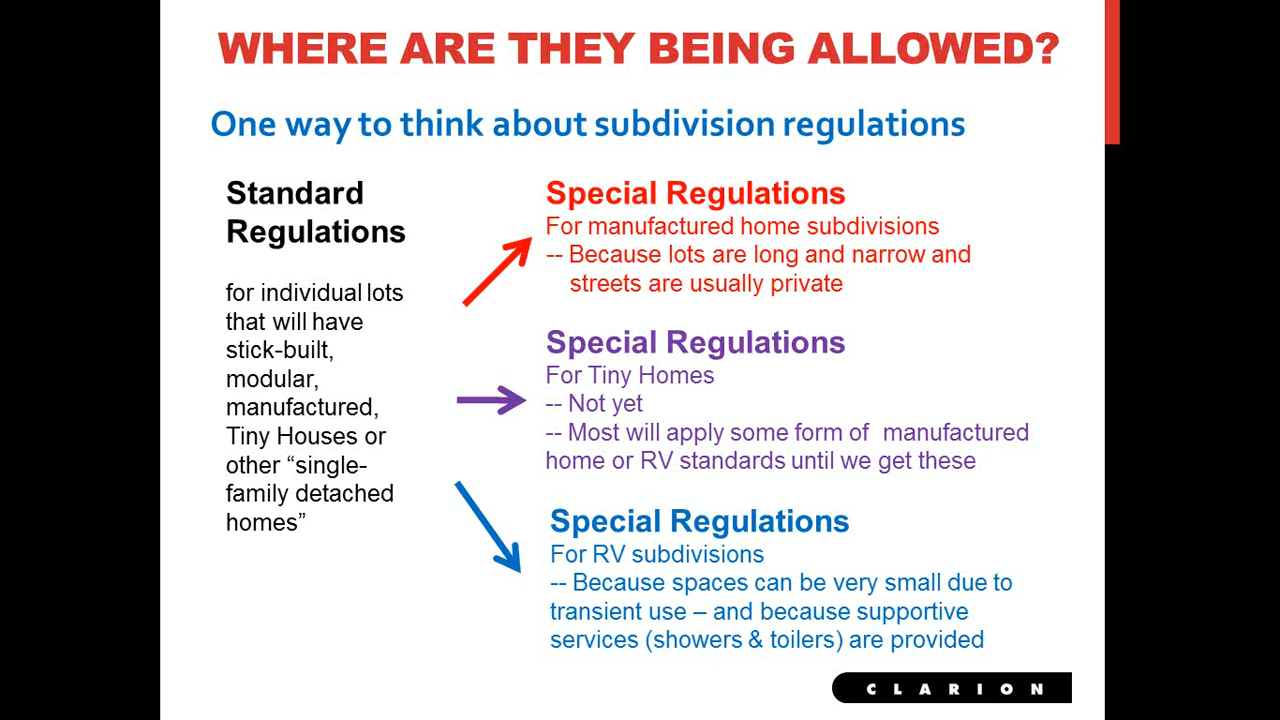 WHERE ARE THEY BEING ALLOWED?
One way to think about subdivision regulations
Standard
Regulations
for individual lots
that will have
stick-built,
modular,
manufactured,
Tiny Houses or
other “single-
family detached
homes”
Special Regulations
For manufactured home subdivisions
-- Because lots are long and narrow and
streets are usually private
Special Regulations
For Tiny Homes
-- Not yet
-- Most will apply some form of manufactured
home or RV standards until we get these
Special Regulations
For RV subdivisions
-- Because spaces can be very small due to
transient use – and because supportive
services (showers & toilers) are provided
CLARION